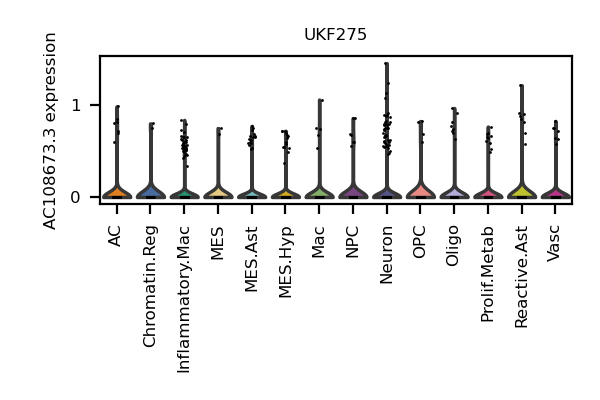 UKF275
AC108673.3 expression
1
0
AC
Chromatin.Reg
Inflammatory.Mac
MES
MES.Ast
MES.Hyp
Mac
NPC
Neuron
OPC
Oligo
Prolif.Metab
Reactive.Ast
Vasc